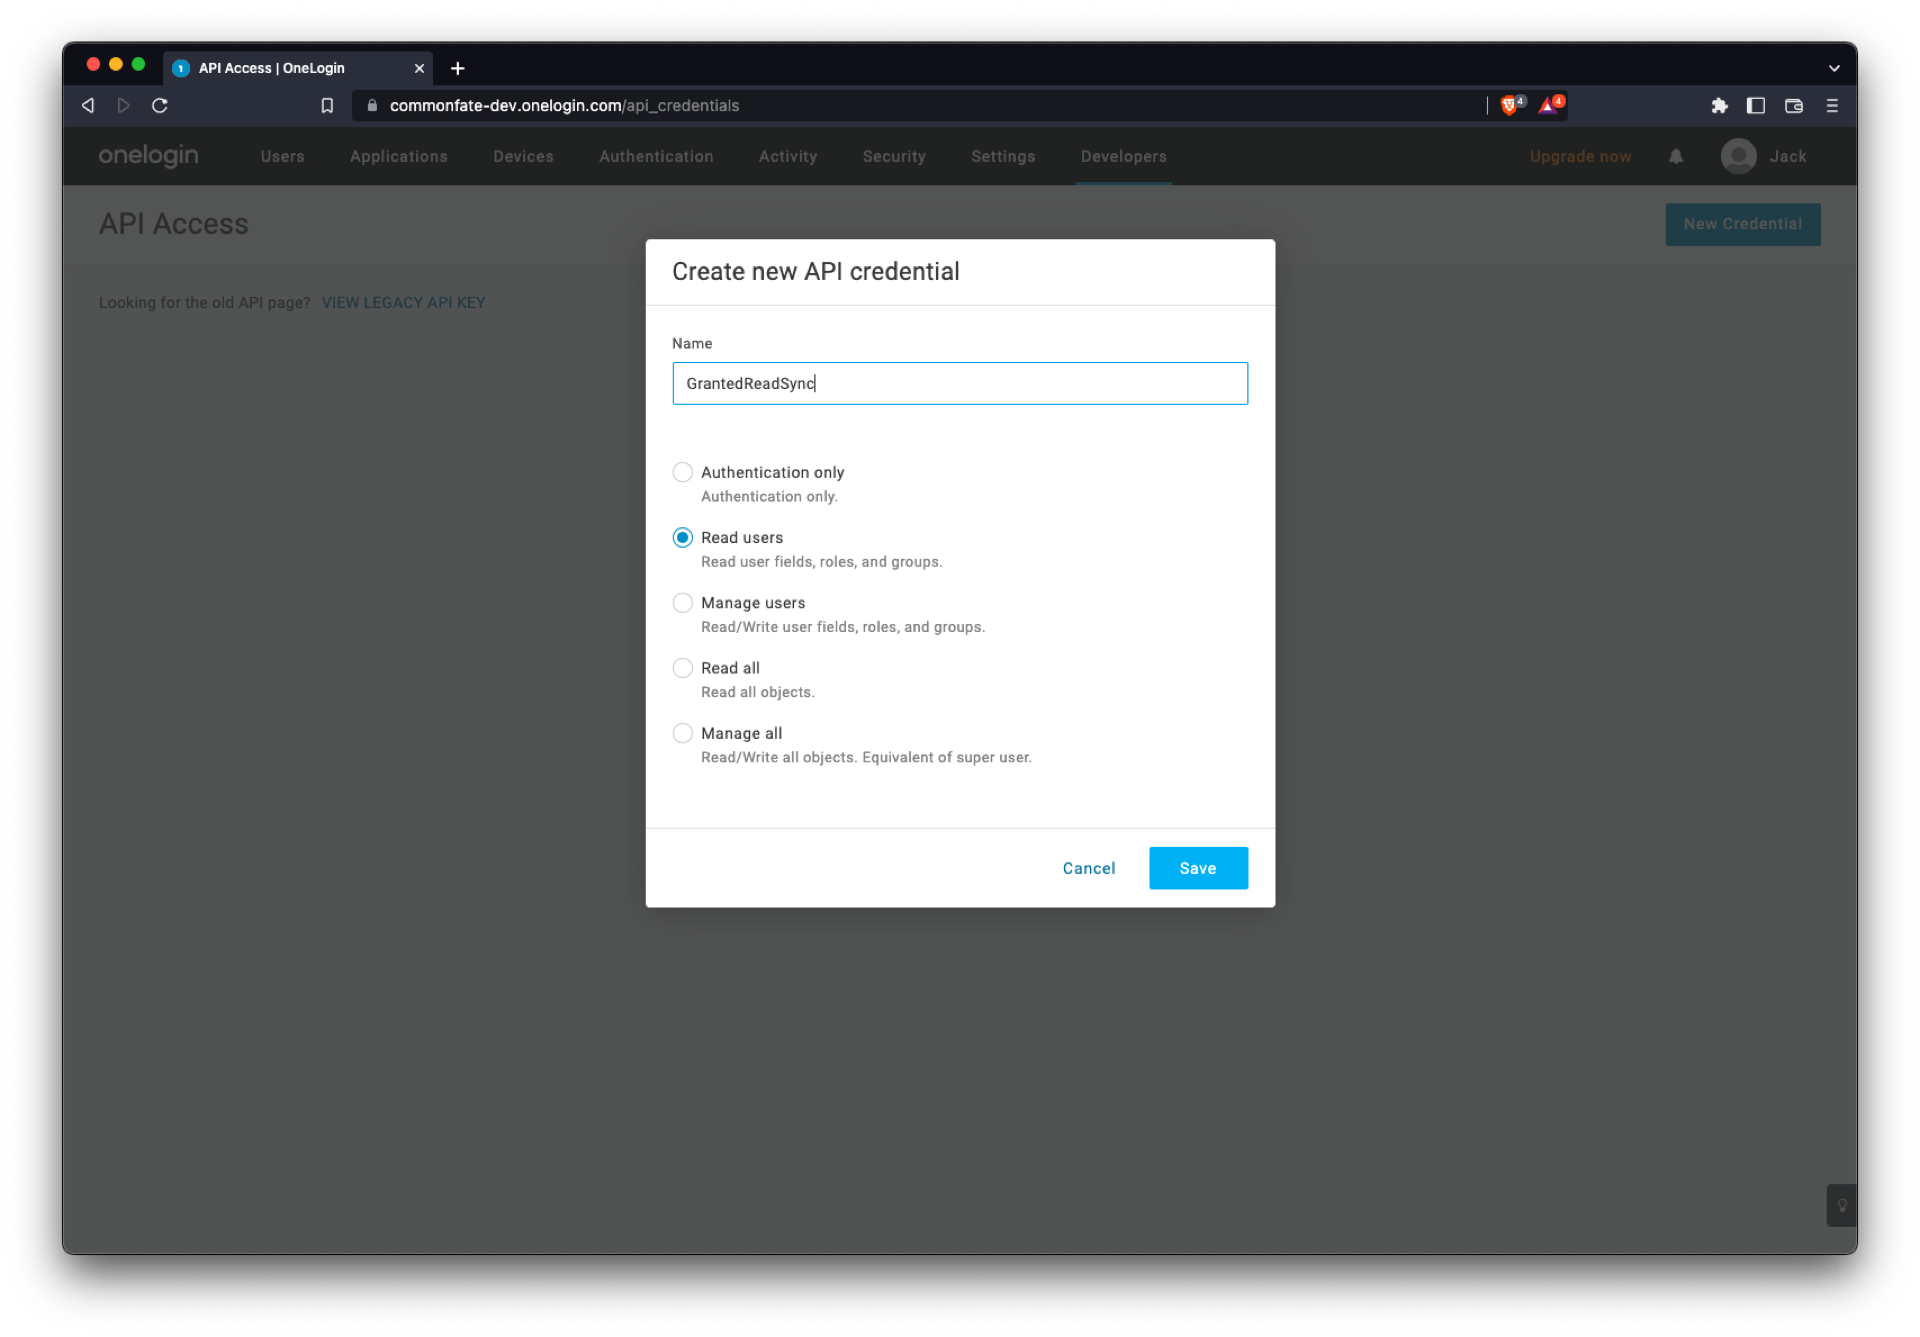 API Access | OneLogin
commonfate-dev.onelogin.com/api_credentials
4
4
onelogin Users Applications Devices Authentication Activity Security Settings Developers Upgrade now Jack
API Access
New Credential
Looking for the old API page? VIEW LEGACY API KEY
Create new API credential
Name
GrantedReadSync
Authentication only
Authentication only.
Read users
Read user fields, roles, and groups.
Manage users
Read/Write user fields, roles, and groups.
Read all
Read all objects.
Manage all
Read/Write all objects. Equivalent of super user.
Cancel Save